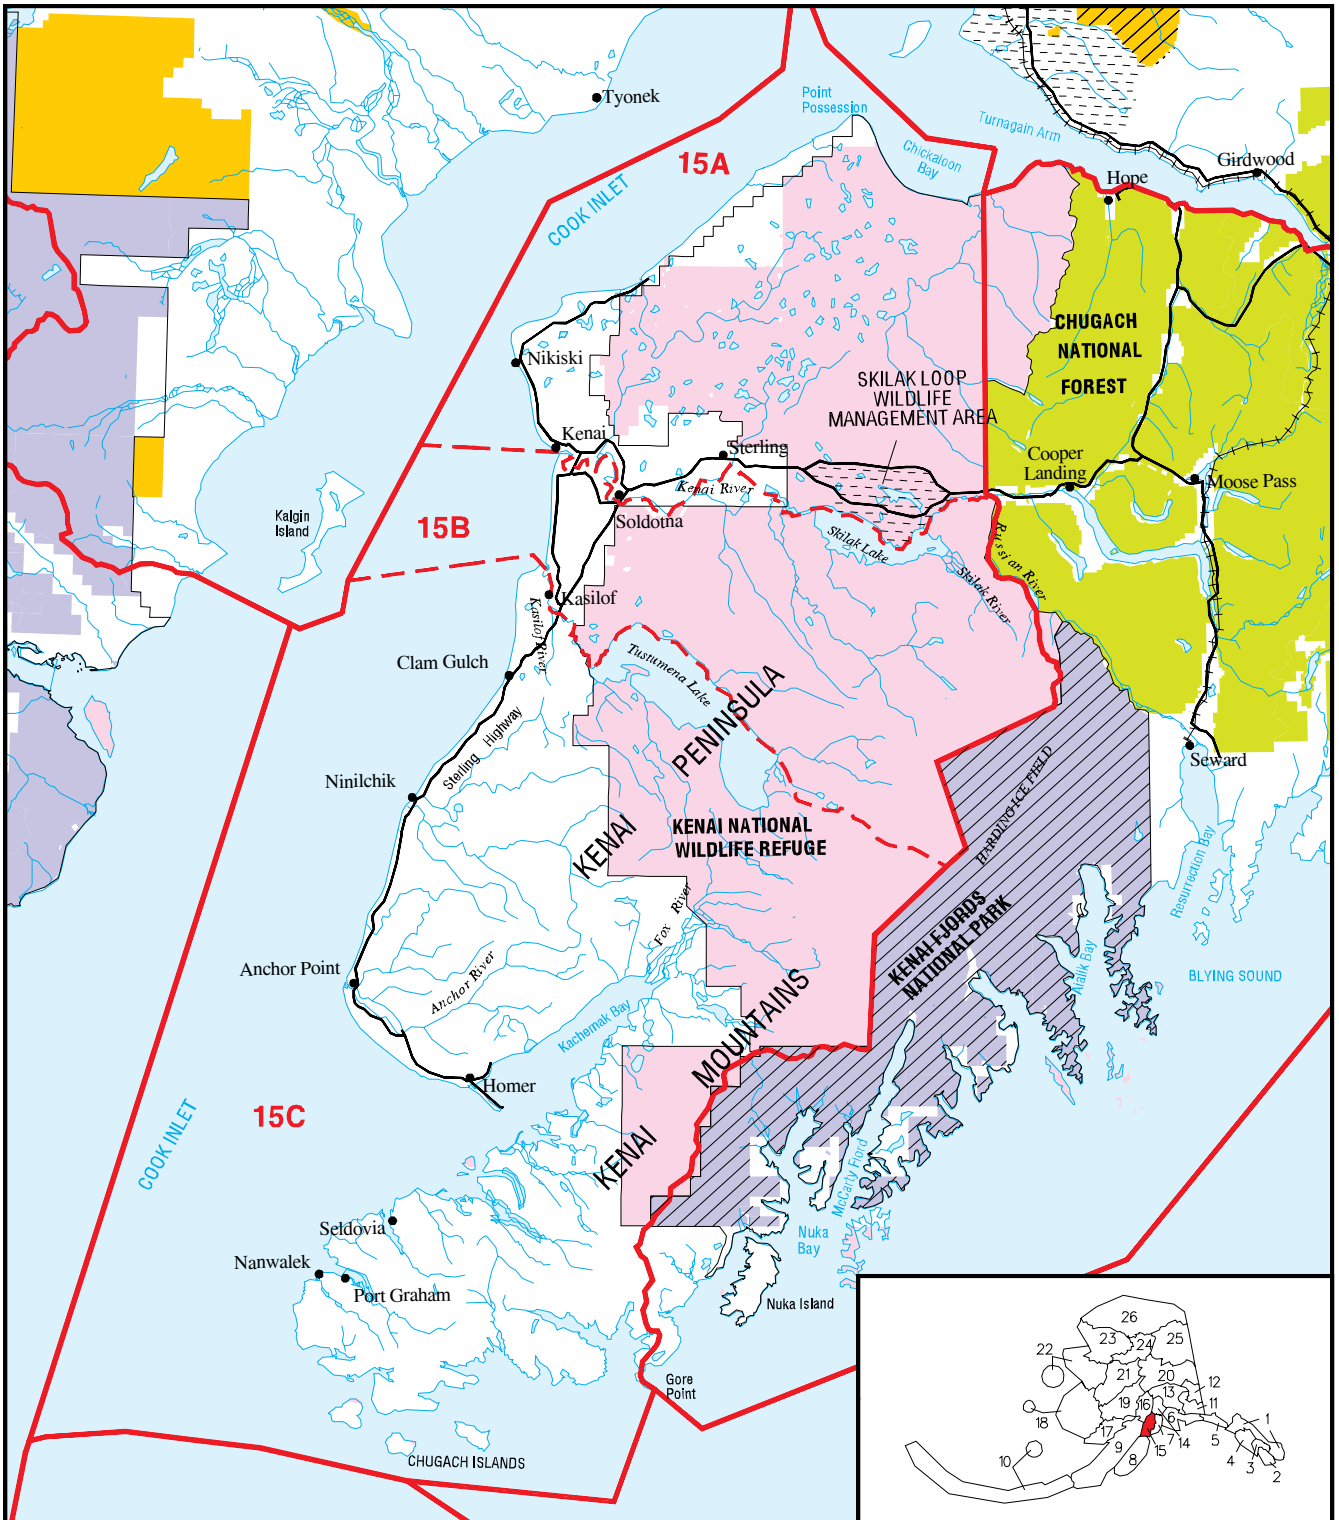 Tyonek
Point
Possession
Turnagain Arm
15A
Chickaloon
Bay
Girdwood
Hope
COOK INLET
CHUGACH
NATIONAL
FOREST
Nikiski
SKILAK LOOP
WILDLIFE
MANAGEMENT AREA
Kenai
Sterling
Cooper
Landing
Moose Pass
Kenai River
Kalgin
Island
15B
Soldotna
Skilak Lake
Russian River
Skilak River
Kasilof
Kasilof River
Clam Gulch
Tustumena Lake
Sterling Highway
Ninilchik
Seward
KENAI PENINSULA
HARDING ICE FIELD
KENAI NATIONAL
WILDLIFE REFUGE
Resurrection Bay
Fox River
KENAI FJORDS
NATIONAL PARK
Anchor Point
Anchor River
Aialik Bay
BLYING SOUND
Kachemak Bay
KENAI MOUNTAINS
Homer
15C
COOK INLET
McCarty Fiord
Seldovia
Nuka
Bay
Nanwalek
Port Graham
Nuka Island
Gore
Point
CHUGACH ISLANDS
26
23
24
25
22
21
20
12
13
11
19
16
18
17
6
7
14
5
1
9
15
4
3
2
10
8